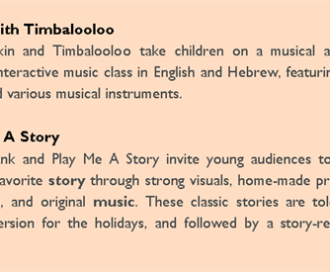 ith Timbalooloo
kin and Timbalooloo take children on a musical a
nteractive music class in English and Hebrew, featurin
d various musical instruments.
A Story
nk and Play Me A Story invite young audiences to
avorite story through strong visuals, home-made pr
, and original music. These classic stories are tol
ersion for the holidays, and followed by a story-re